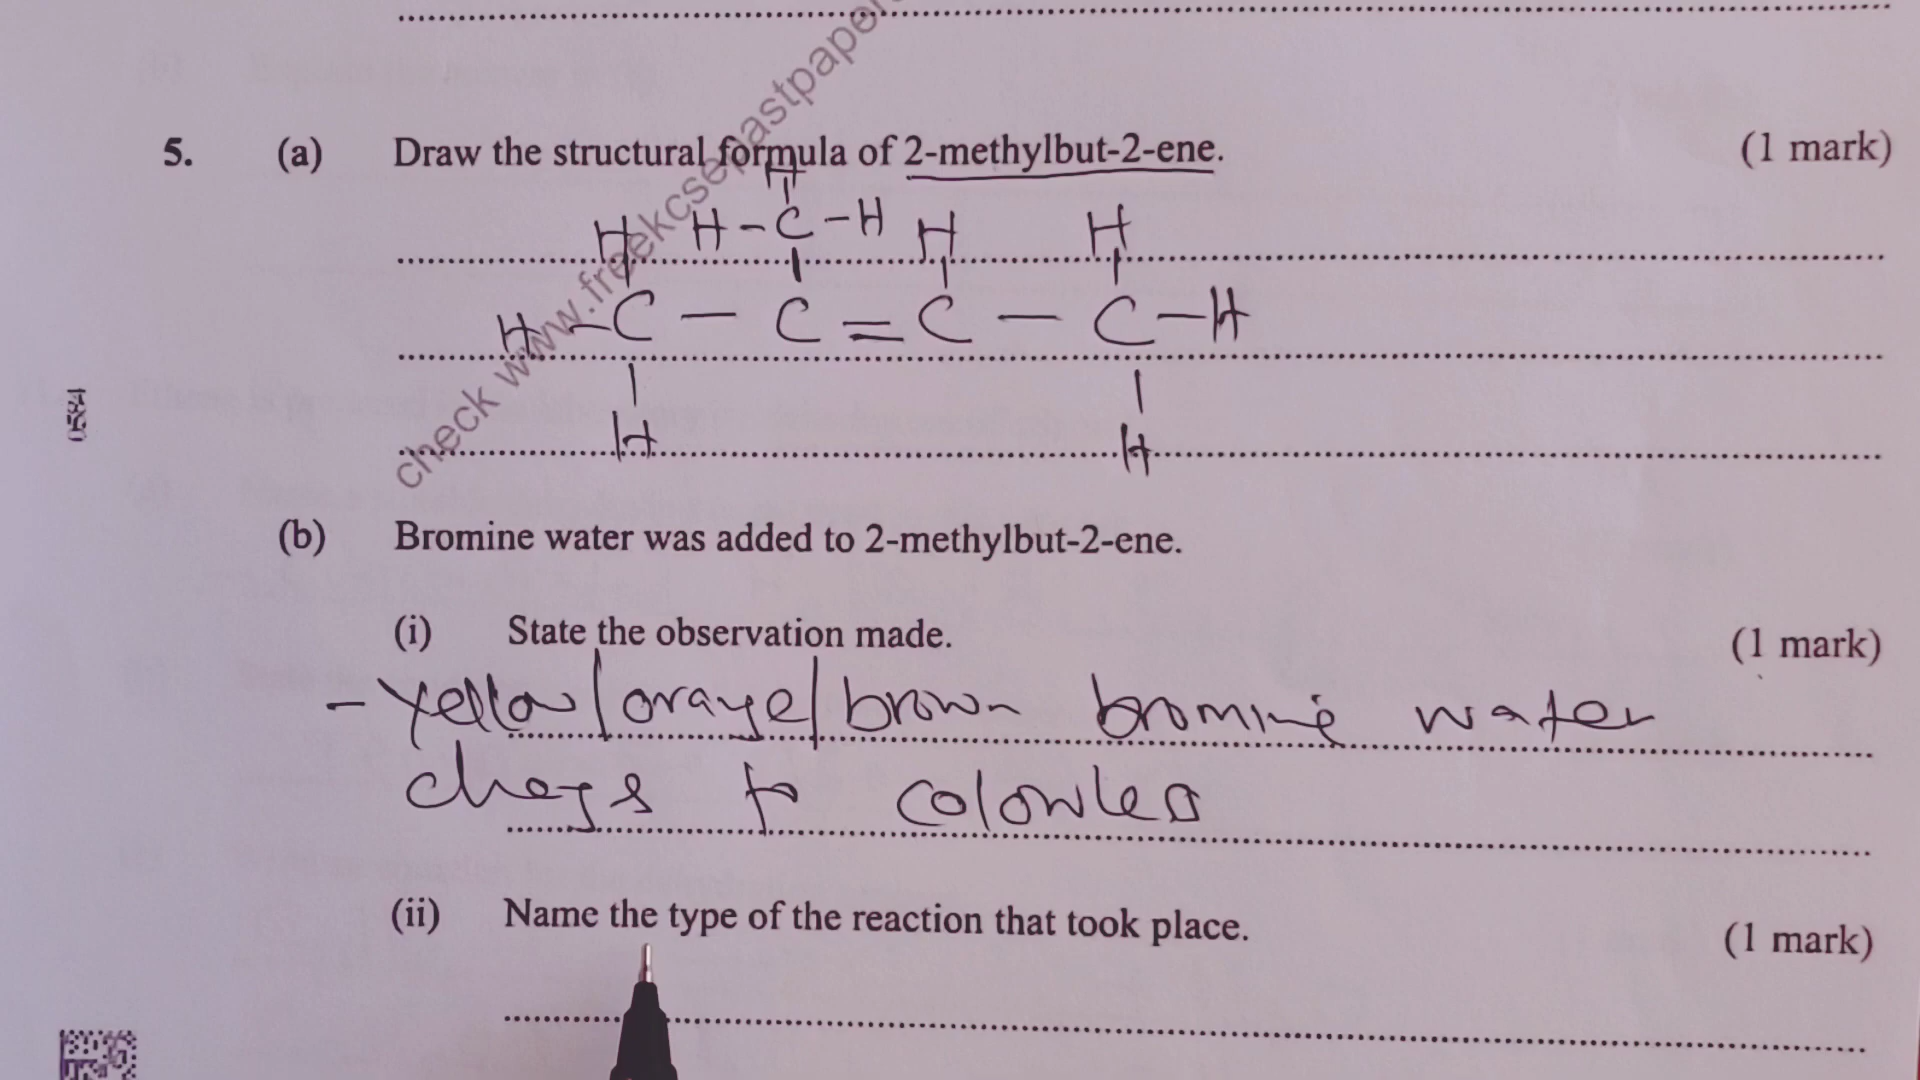 check www.freekcsepastpaper
5. (a) Draw the structural formula of 2-methylbut-2-ene. (1 mark)
H
H H-C-H H H
H-C-C=C-C-H
H H
0584
(b) Bromine water was added to 2-methylbut-2-ene.
(i) State the observation made. (1 mark)
- Yellow/orange/brown bromine water
changes to colourless
(ii) Name the type of the reaction that took place. (1 mark)